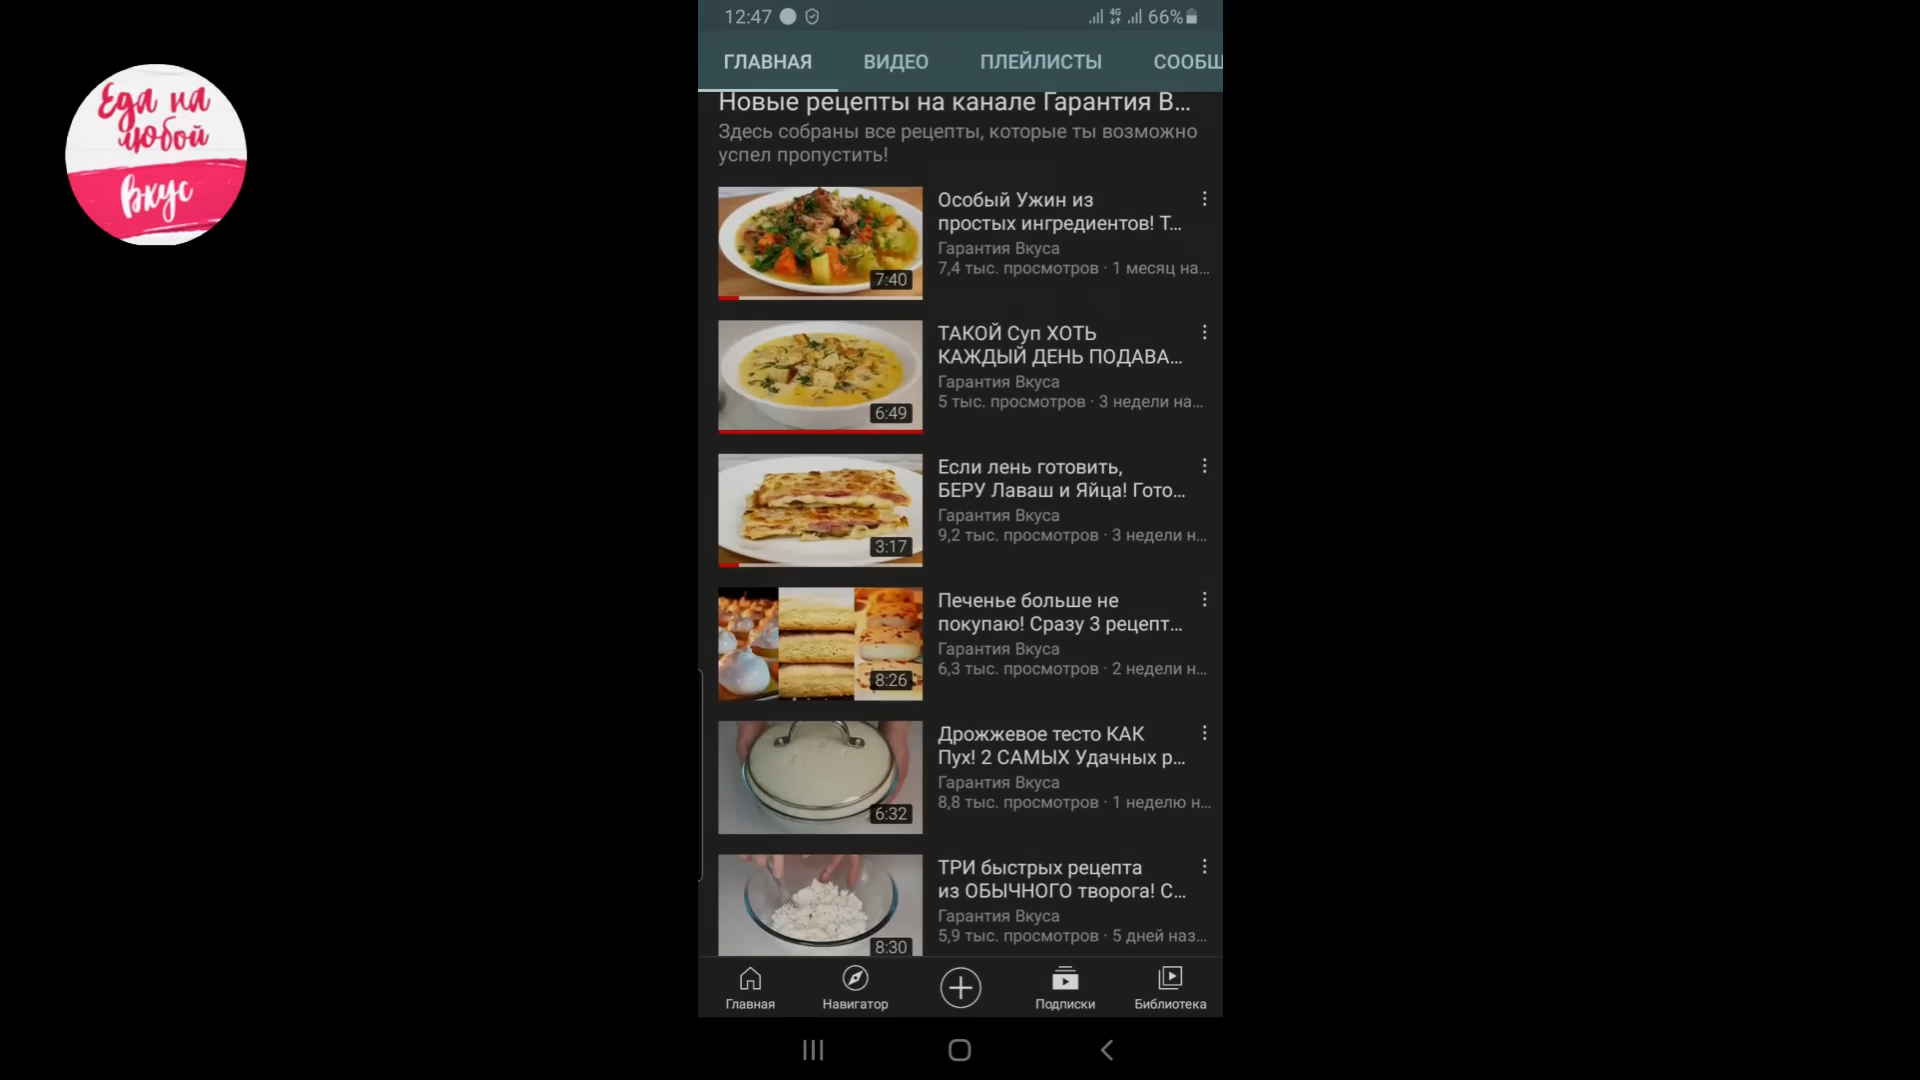 Еда на
любой
вкус
12:47
4G
66%
ГЛАВНАЯ
ВИДЕО
ПЛЕЙЛИСТЫ
СООБЩ
Новые рецепты на канале Гарантия В...
Здесь собраны все рецепты, которые ты возможно
успел пропустить!
Особый Ужин из
простых ингредиентов! Т...
Гарантия Вкуса
7,4 тыс. просмотров · 1 месяц на...
7:40
ТАКОЙ Суп ХОТЬ
КАЖДЫЙ ДЕНЬ ПОДАВА...
Гарантия Вкуса
5 тыс. просмотров · 3 недели на...
6:49
Если лень готовить,
БЕРУ Лаваш и Яйца! Гото...
Гарантия Вкуса
9,2 тыс. просмотров · 3 недели н...
3:17
Печенье больше не
покупаю! Сразу 3 рецепт...
Гарантия Вкуса
6,3 тыс. просмотров · 2 недели н...
8:26
Дрожжевое тесто КАК
Пух! 2 САМЫХ Удачных р...
Гарантия Вкуса
8,8 тыс. просмотров · 1 неделю н...
6:32
ТРИ быстрых рецепта
из ОБЫЧНОГО творога! С...
Гарантия Вкуса
5,9 тыс. просмотров · 5 дней наз...
8:30
Главная
Навигатор
Подписки
Библиотека